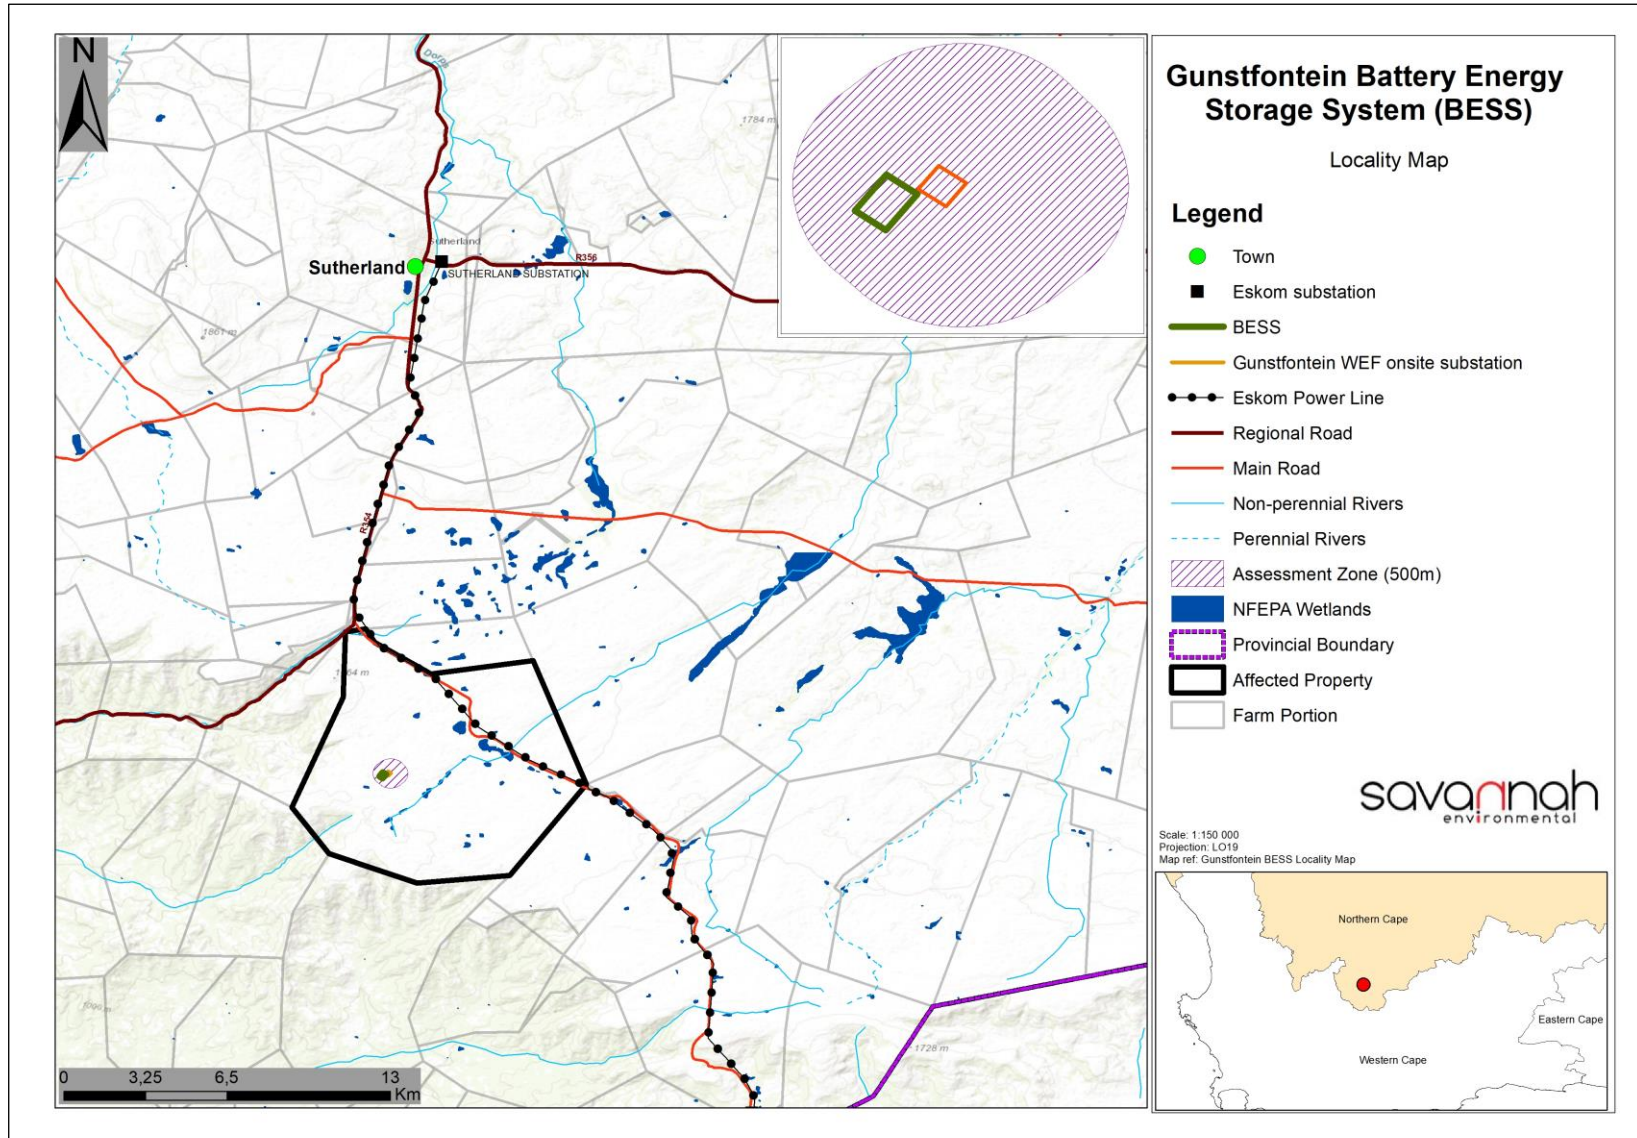 N
Dorps
1784 m
Sutherland
Sutherland
SUTHERLAND SUBSTATION
R356
1861 m
R354
1728 m
0 3,25 6,5 13
Km
Gunstfontein Battery Energy
Storage System (BESS)
Locality Map
Legend
Town
Eskom substation
BESS
Gunstfontein WEF onsite substation
Eskom Power Line
Regional Road
Main Road
Non-perennial Rivers
Perennial Rivers
Assessment Zone (500m)
NFEPA Wetlands
Provincial Boundary
Affected Property
Farm Portion
savannah
environmental
Scale: 1:150 000
Projection: LO19
Map ref: Gunstfontein BESS Locality Map
Northern Cape
Eastern Cape
Western Cape